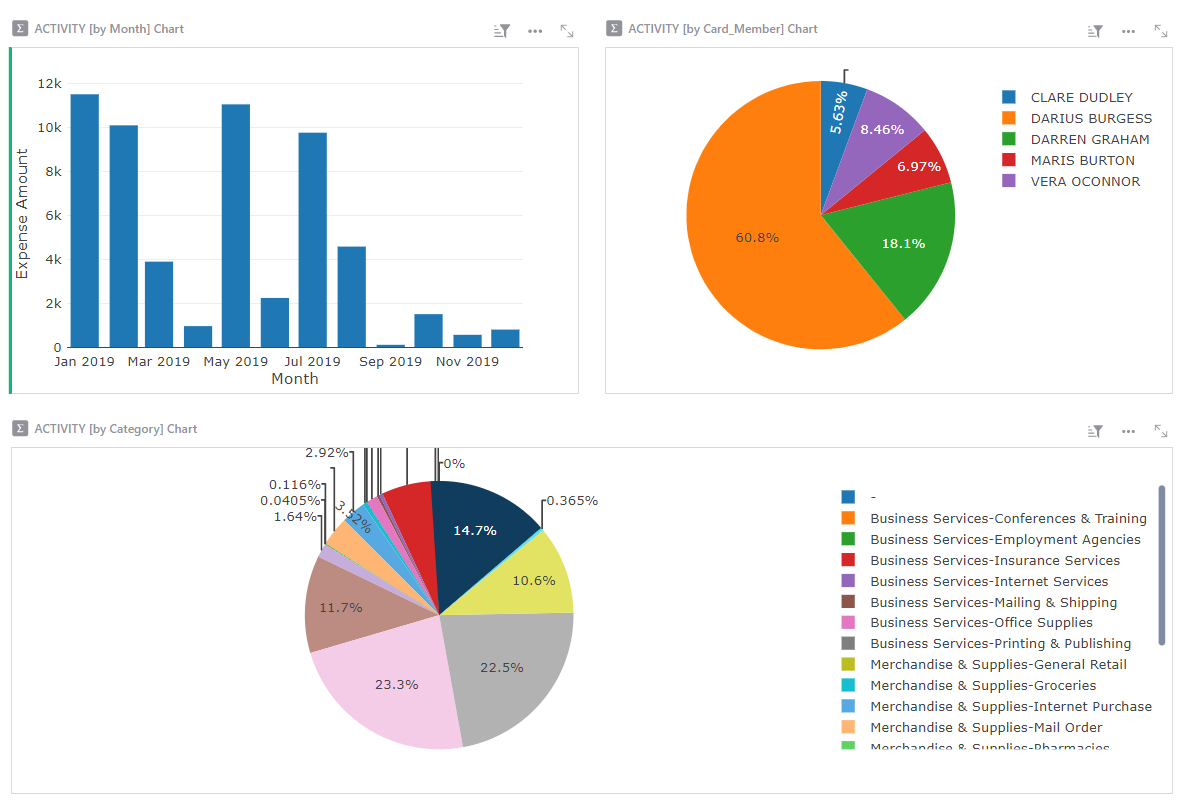 Σ ACTIVITY [by Month] Chart
12k
10k
8k
6k
4k
2k
0
Expense Amount
Jan 2019 Mar 2019 May 2019 Jul 2019 Sep 2019 Nov 2019
Month
Σ ACTIVITY [by Card_Member] Chart
5.63%
8.46%
6.97%
18.1%
60.8%
CLARE DUDLEY
DARIUS BURGESS
DARREN GRAHAM
MARIS BURTON
VERA OCONNOR
Σ ACTIVITY [by Category] Chart
2.92%
0%
0.116%
0.0405%
1.64%
3.52%
0.365%
14.7%
10.6%
11.7%
22.5%
23.3%
-
Business Services-Conferences & Training
Business Services-Employment Agencies
Business Services-Insurance Services
Business Services-Internet Services
Business Services-Mailing & Shipping
Business Services-Office Supplies
Business Services-Printing & Publishing
Merchandise & Supplies-General Retail
Merchandise & Supplies-Groceries
Merchandise & Supplies-Internet Purchase
Merchandise & Supplies-Mail Order
Merchandise & Supplies-Pharmacies